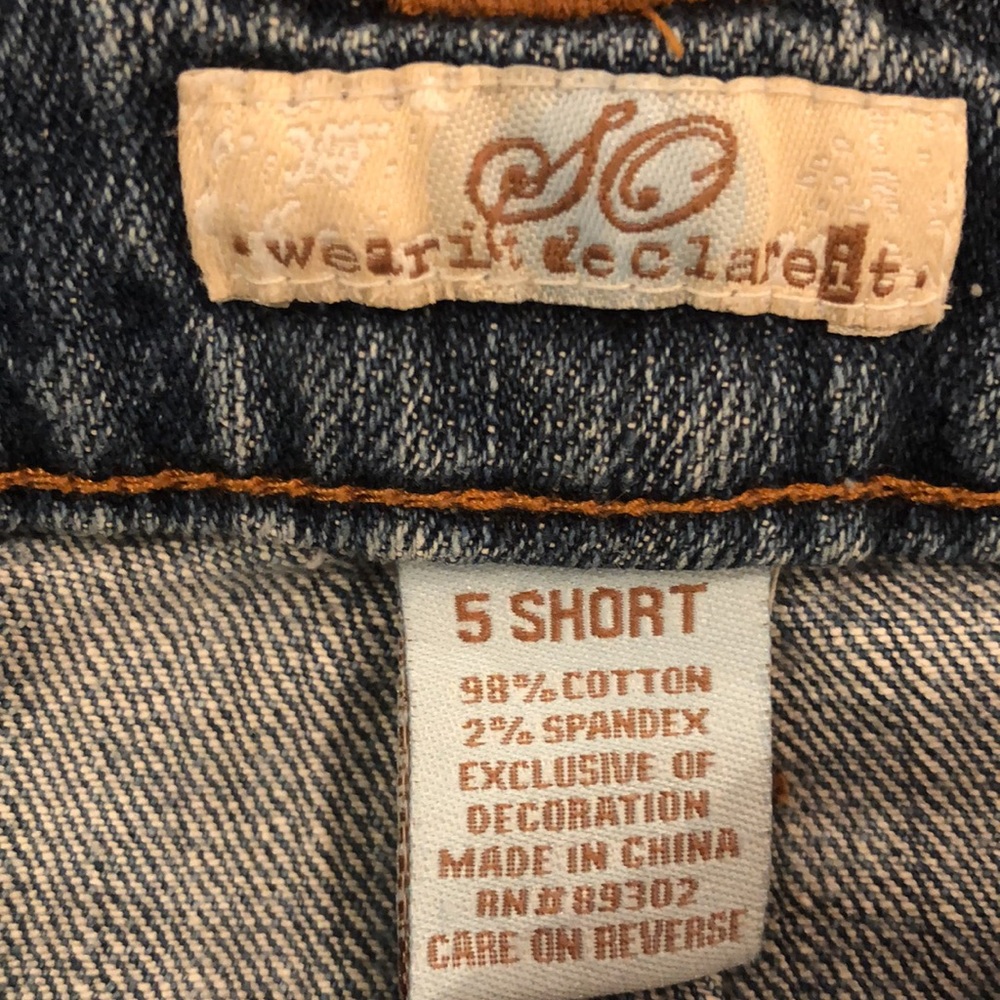 SO
·wear it declare it.
5 SHORT
98% COTTON
2% SPANDEX
EXCLUSIVE OF
DECORATION
MADE IN CHINA
RN#89302
CARE ON REVERSE